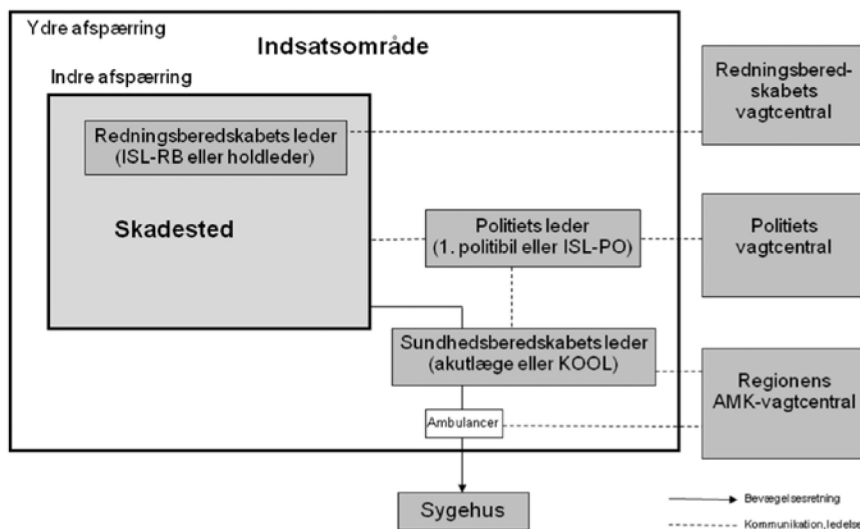 Ydre afspærring
Indsatsområde
Indre afspærring
Redningsberedskabets leder
(ISL-RB eller holdleder)
Redningsbered-
skabets
vagtcentral
Skadested
Politiets leder
(1. politibil eller ISL-PO)
Politiets
vagtcentral
Sundhedsberedskabets leder
(akutlæge eller KOOL)
Regionens
AMK-vagtcentral
Ambulancer
Sygehus
Bevægelsesretning
Kommunikation, ledelse